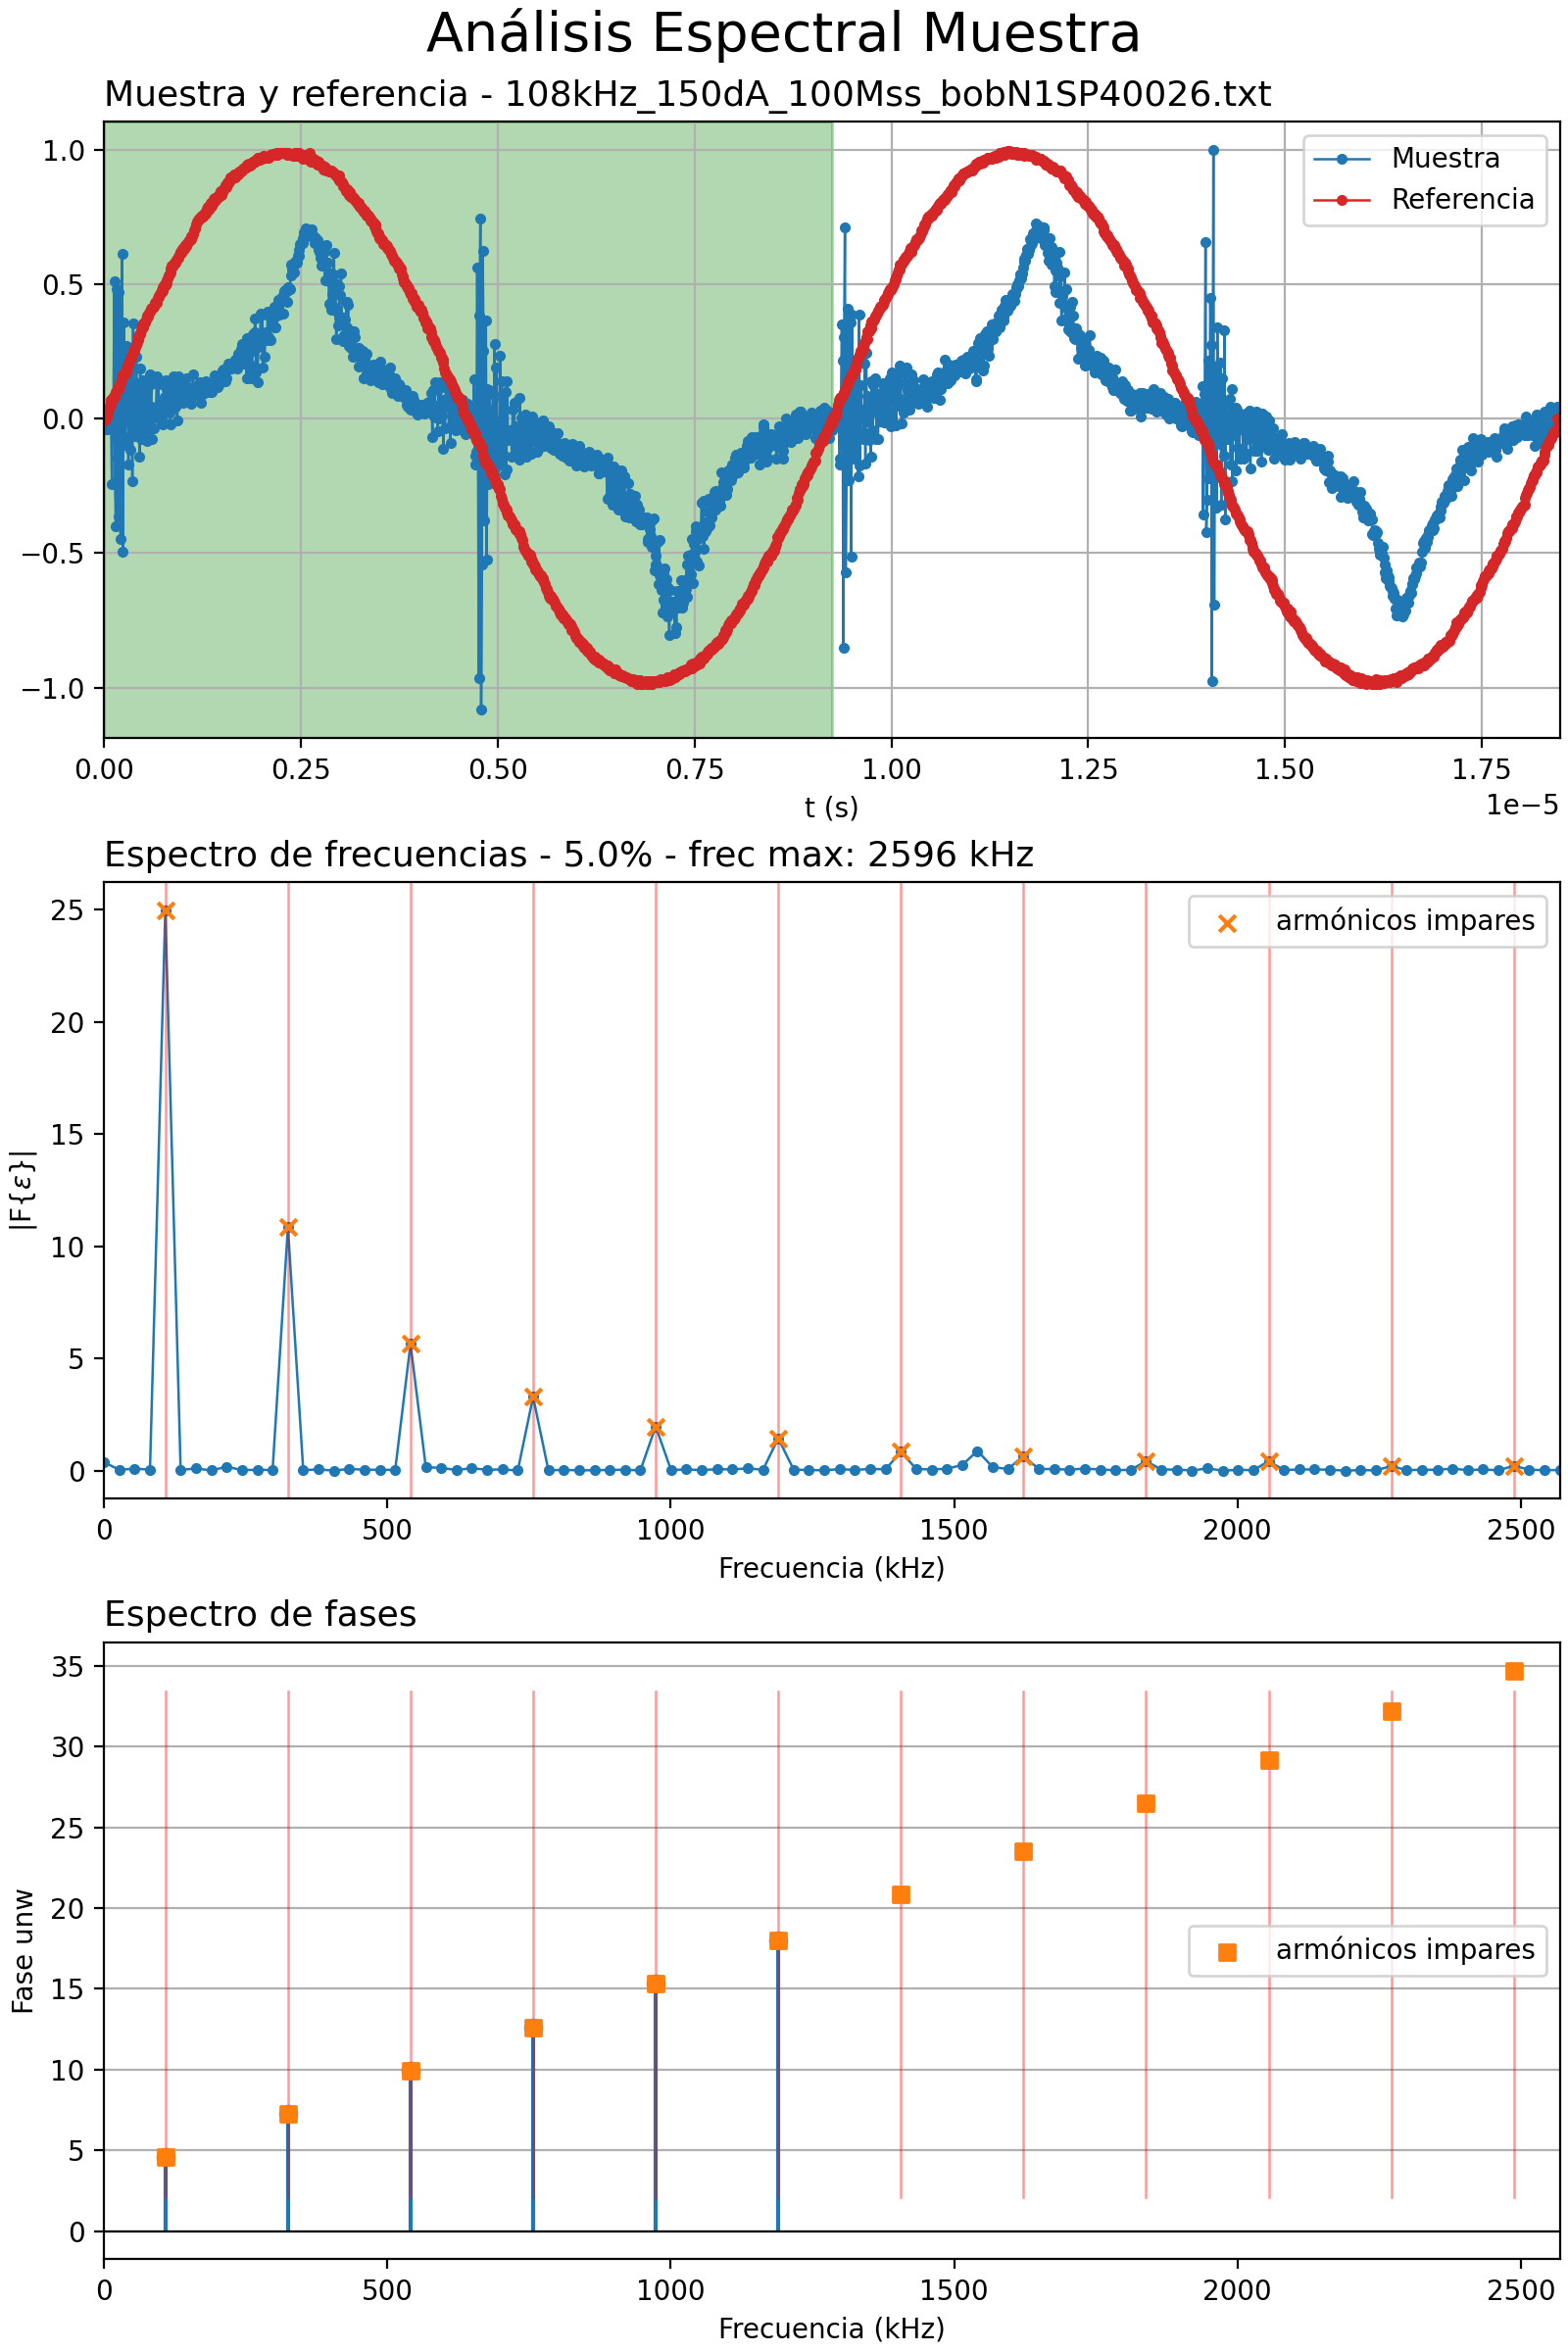 Análisis Espectral Muestra
Muestra y referencia - 108kHz_150dA_100Mss_bobN1SP40026.txt
1.0
0.5
0.0
−0.5
−1.0
Muestra
Referencia
0.00 0.25 0.50 0.75 1.00 1.25 1.50 1.75
t (s)
1e−5
Espectro de frecuencias - 5.0% - frec max: 2596 kHz
25
20
15
10
5
0
|F{ε}|
armónicos impares
0 500 1000 1500 2000 2500
Frecuencia (kHz)
Espectro de fases
35
30
25
20
15
10
5
0
Fase unw
armónicos impares
0 500 1000 1500 2000 2500
Frecuencia (kHz)